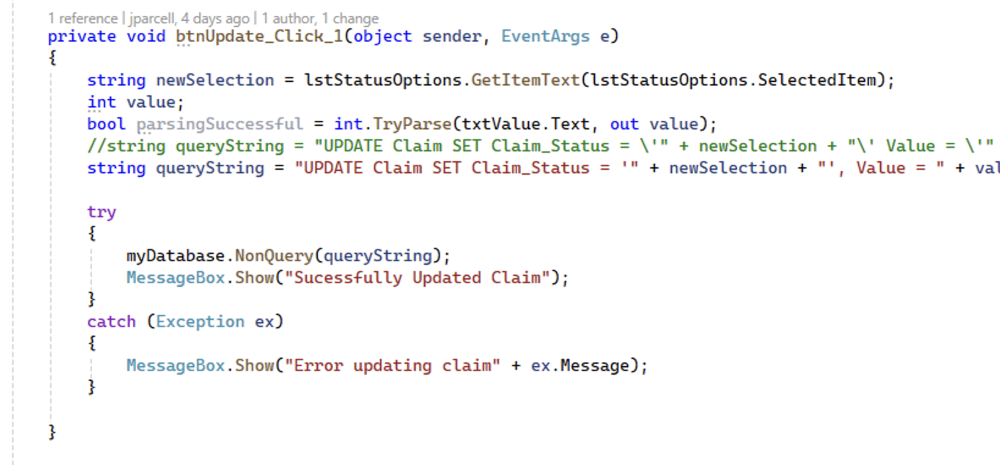 1 reference | jparcell, 4 days ago | 1 author, 1 change
private void btnUpdate_Click_1(object sender, EventArgs e)
{
string newSelection = lstStatusOptions.GetItemText(lstStatusOptions.SelectedItem);
int value;
bool parsingSuccessful = int.TryParse(txtValue.Text, out value);
//string queryString = "UPDATE Claim SET Claim_Status = \'" + newSelection + "\' Value = \'"
string queryString = "UPDATE Claim SET Claim_Status = '" + newSelection + "', Value = " + val
try
{
myDatabase.NonQuery(queryString);
MessageBox.Show("Sucessfully Updated Claim");
}
catch (Exception ex)
{
MessageBox.Show("Error updating claim" + ex.Message);
}
}